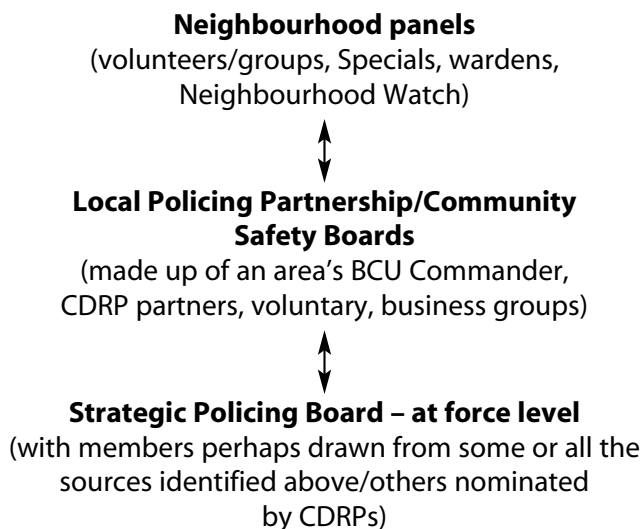 Neighbourhood panels
(volunteers/groups, Specials, wardens,
Neighbourhood Watch)
Local Policing Partnership/Community
Safety Boards
(made up of an area’s BCU Commander,
CDRP partners, voluntary, business groups)
Strategic Policing Board – at force level
(with members perhaps drawn from some or all the
sources identified above/others nominated
by CDRPs)